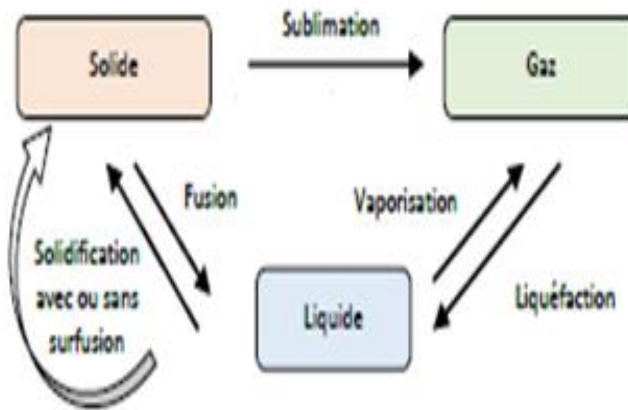 Sublimation
Solide
Gaz
Fusion
Vaporisation
Solidification
avec ou sans
surfusion
Liquide
Liquéfaction